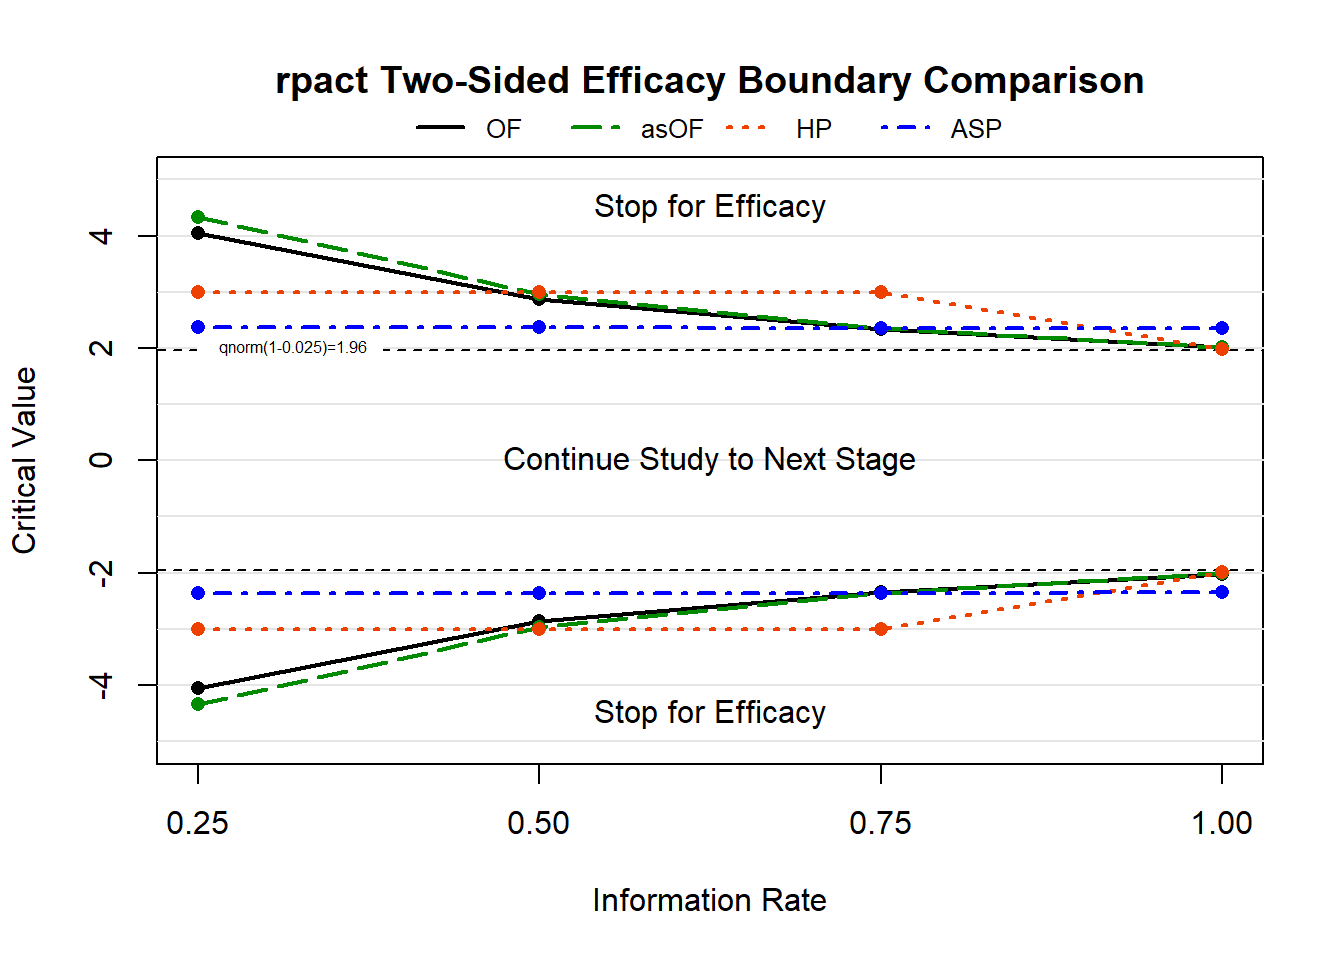 rpact Two-Sided Efficacy Boundary Comparison
OF asOF HP ASP
Stop for Efficacy
4
2
qnorm(1-0.025)=1.96
Critical Value
0
Continue Study to Next Stage
-2
-4
Stop for Efficacy
0.25 0.50 0.75 1.00
Information Rate